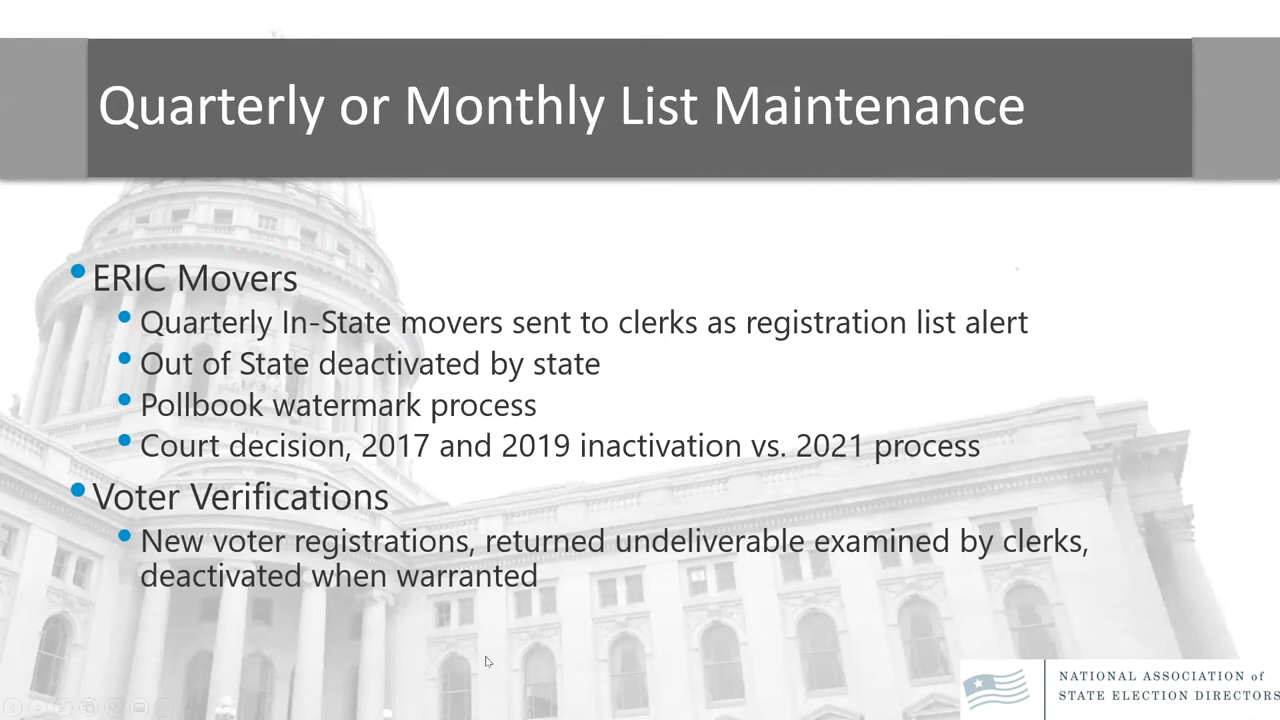 Quarterly or Monthly List Maintenance
ERIC Movers
Quarterly In-State movers sent to clerks as registration list alert
Out of State deactivated by state
Pollbook watermark process
Court decision, 2017 and 2019 inactivation vs. 2021 process
Voter Verifications
New voter registrations, returned undeliverable examined by clerks,
deactivated when warranted
NATIONAL ASSOCIATION of
STATE ELECTION DIRECTORS